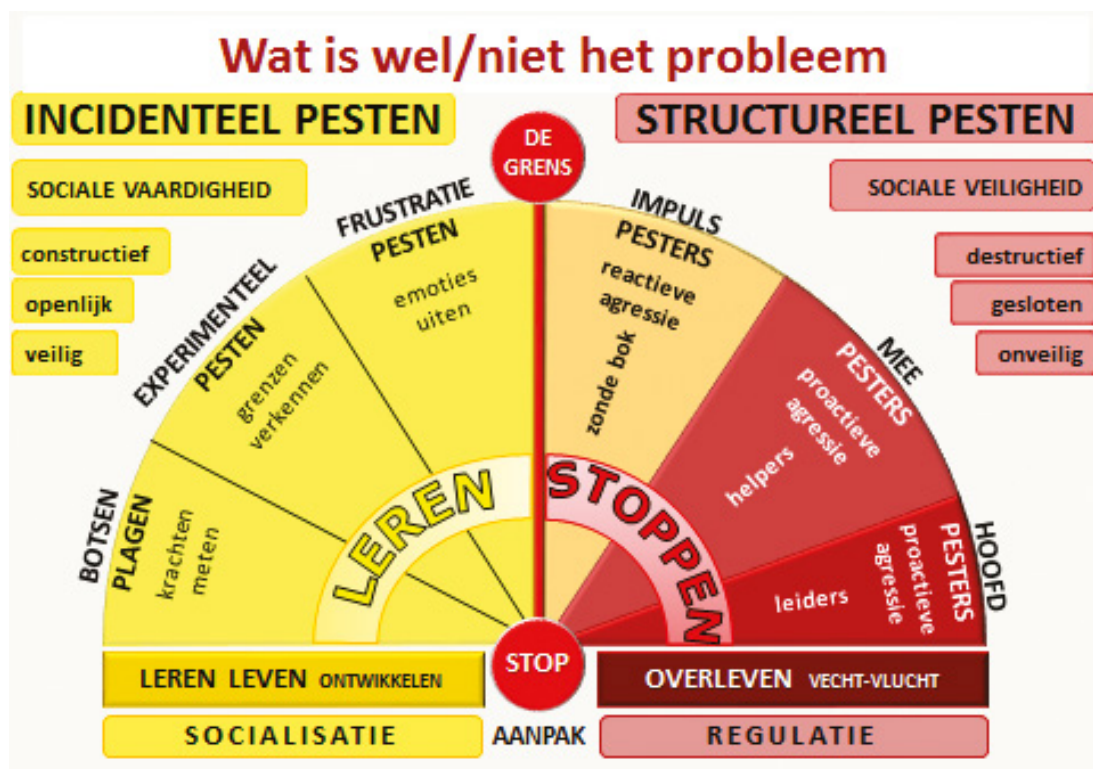 Wat is wel/niet het probleem
INCIDENTEEL PESTEN
DE
GRENS
STRUCTUREEL PESTEN
SOCIALE VAARDIGHEID
SOCIALE VEILIGHEID
constructief
openlijk
veilig
destructief
gesloten
onveilig
BOTSEN
PLAGEN
krachten
meten
EXPERIMENTEEL
PESTEN
grenzen
verkennen
FRUSTRATIE
PESTEN
emoties
uiten
IMPULS
PESTERS
reactieve
agressie
zonde bok
MEE
PESTERS
proactieve
agressie
helpers
HOOFD
PESTERS
proactieve
agressie
leiders
LEREN
STOPPEN
STOP
LEREN LEVEN ONTWIKKELEN
OVERLEVEN VECHT-VLUCHT
SOCIALISATIE
AANPAK
REGULATIE